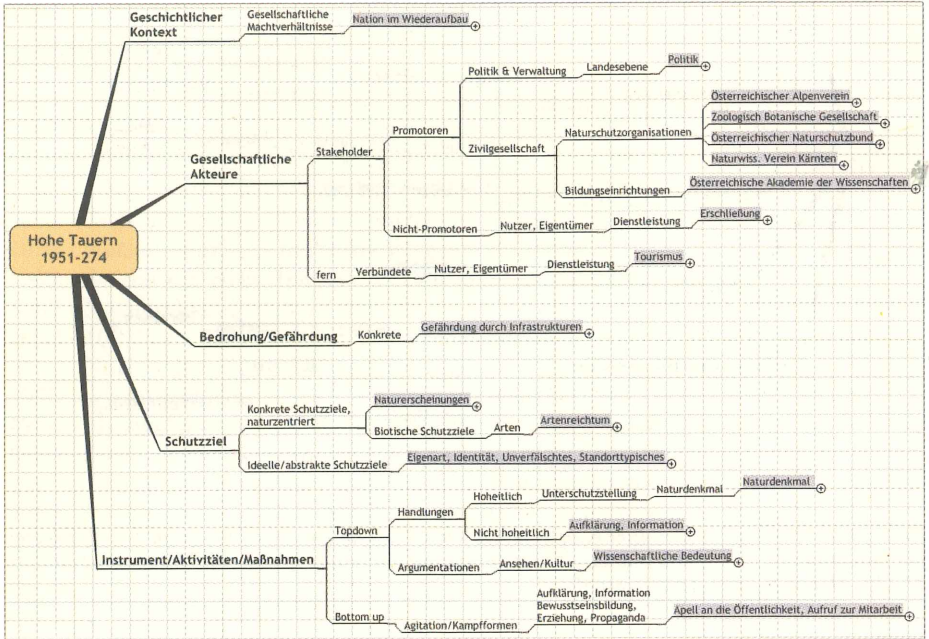 Geschichtlicher
Kontext
Gesellschaftliche
Machtverhältnisse
Nation im Wiederaufbau
Hohe Tauern
1951-274
Gesellschaftliche
Akteure
Stakeholder
Promotoren
Politik & Verwaltung
Landesebene
Politik
Zivilgesellschaft
Naturschutzorganisationen
Österreichischer Alpenverein
Zoologisch Botanische Gesellschaft
Österreichischer Naturschutzbund
Naturwiss. Verein Kärnten
Bildungseinrichtungen
Österreichische Akademie der Wissenschaften
Nicht-Promotoren
Nutzer, Eigentümer
Dienstleistung
Erschließung
fern
Verbündete
Nutzer, Eigentümer
Dienstleistung
Tourismus
Bedrohung/Gefährdung
Konkrete
Gefährdung durch Infrastrukturen
Schutzziel
Konkrete Schutzziele,
naturzentriert
Naturerscheinungen
Biotische Schutzziele
Arten
Artenreichtum
Ideelle/abstrakte Schutzziele
Eigenart, Identität, Unverfälschtes, Standorttypisches
Instrument/Aktivitäten/Maßnahmen
Topdown
Handlungen
Hoheitlich
Unterschutzstellung
Naturdenkmal
Naturdenkmal
Nicht hoheitlich
Aufklärung, Information
Argumentationen
Ansehen/Kultur
Wissenschaftliche Bedeutung
Bottom up
Agitation/Kampfformen
Aufklärung, Information
Bewusstseinsbildung,
Erziehung, Propaganda
Apell an die Öffentlichkeit, Aufruf zur Mitarbeit